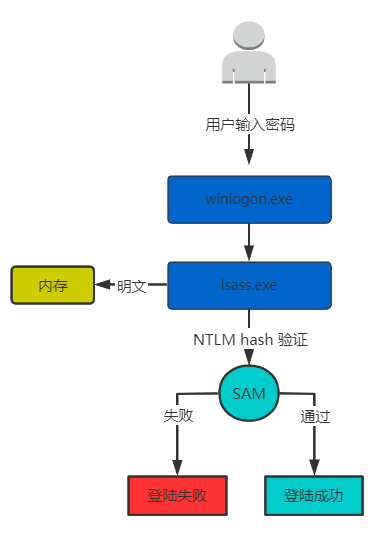 用户输入密码
winlogon.exe
内存
明文
lsass.exe
NTLM hash 验证
SAM
失败
通过
登陆失败
登陆成功